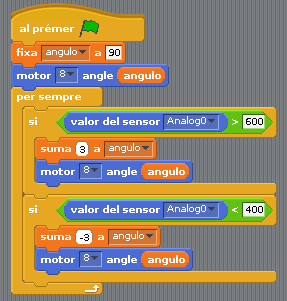 al prémer
fixa angulo a 90
motor 8 angle angulo
per sempre
si valor del sensor Analog0 > 600
suma 3 a angulo
motor 8 angle angulo
si valor del sensor Analog0 < 400
suma -3 a angulo
motor 8 angle angulo